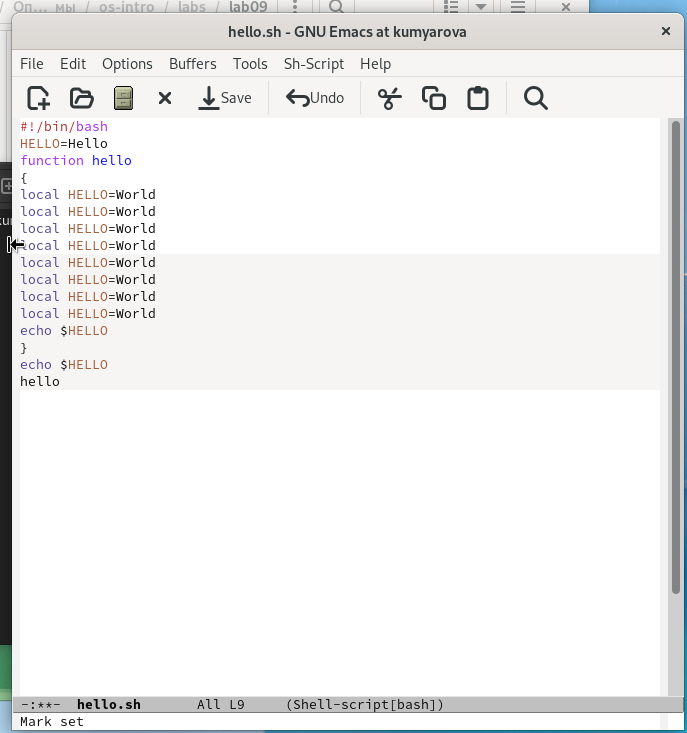 / Оп… мы / os-intro / labs / lab09
hello.sh - GNU Emacs at kumyarova
File Edit Options Buffers Tools Sh-Script Help
Save Undo
#!/bin/bash
HELLO=Hello
function hello
{
local HELLO=World
local HELLO=World
local HELLO=World
local HELLO=World
local HELLO=World
local HELLO=World
local HELLO=World
local HELLO=World
echo $HELLO
}
echo $HELLO
hello
-:**- hello.sh All L9 (Shell-script[bash])
Mark set